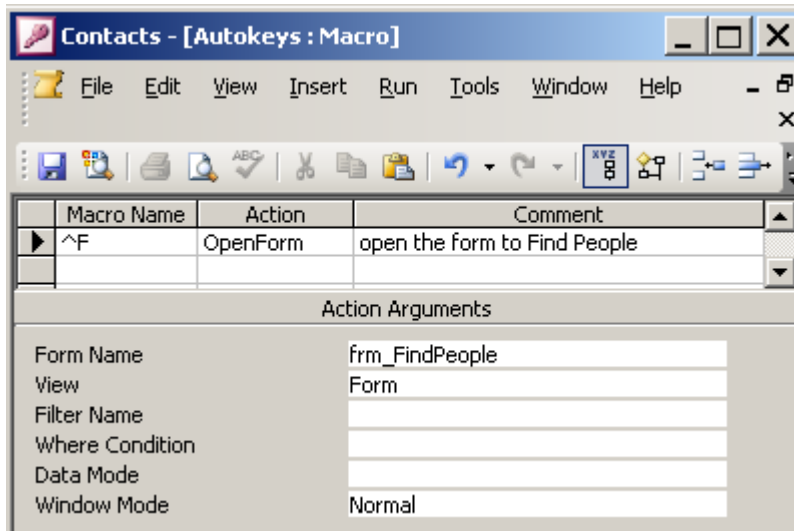 Contacts - [Autokeys : Macro]
File Edit View Insert Run Tools Window Help
ABC XYZ
Macro Name Action Comment
^F OpenForm open the form to Find People
Action Arguments
Form Name frm_FindPeople
View Form
Filter Name
Where Condition
Data Mode
Window Mode Normal